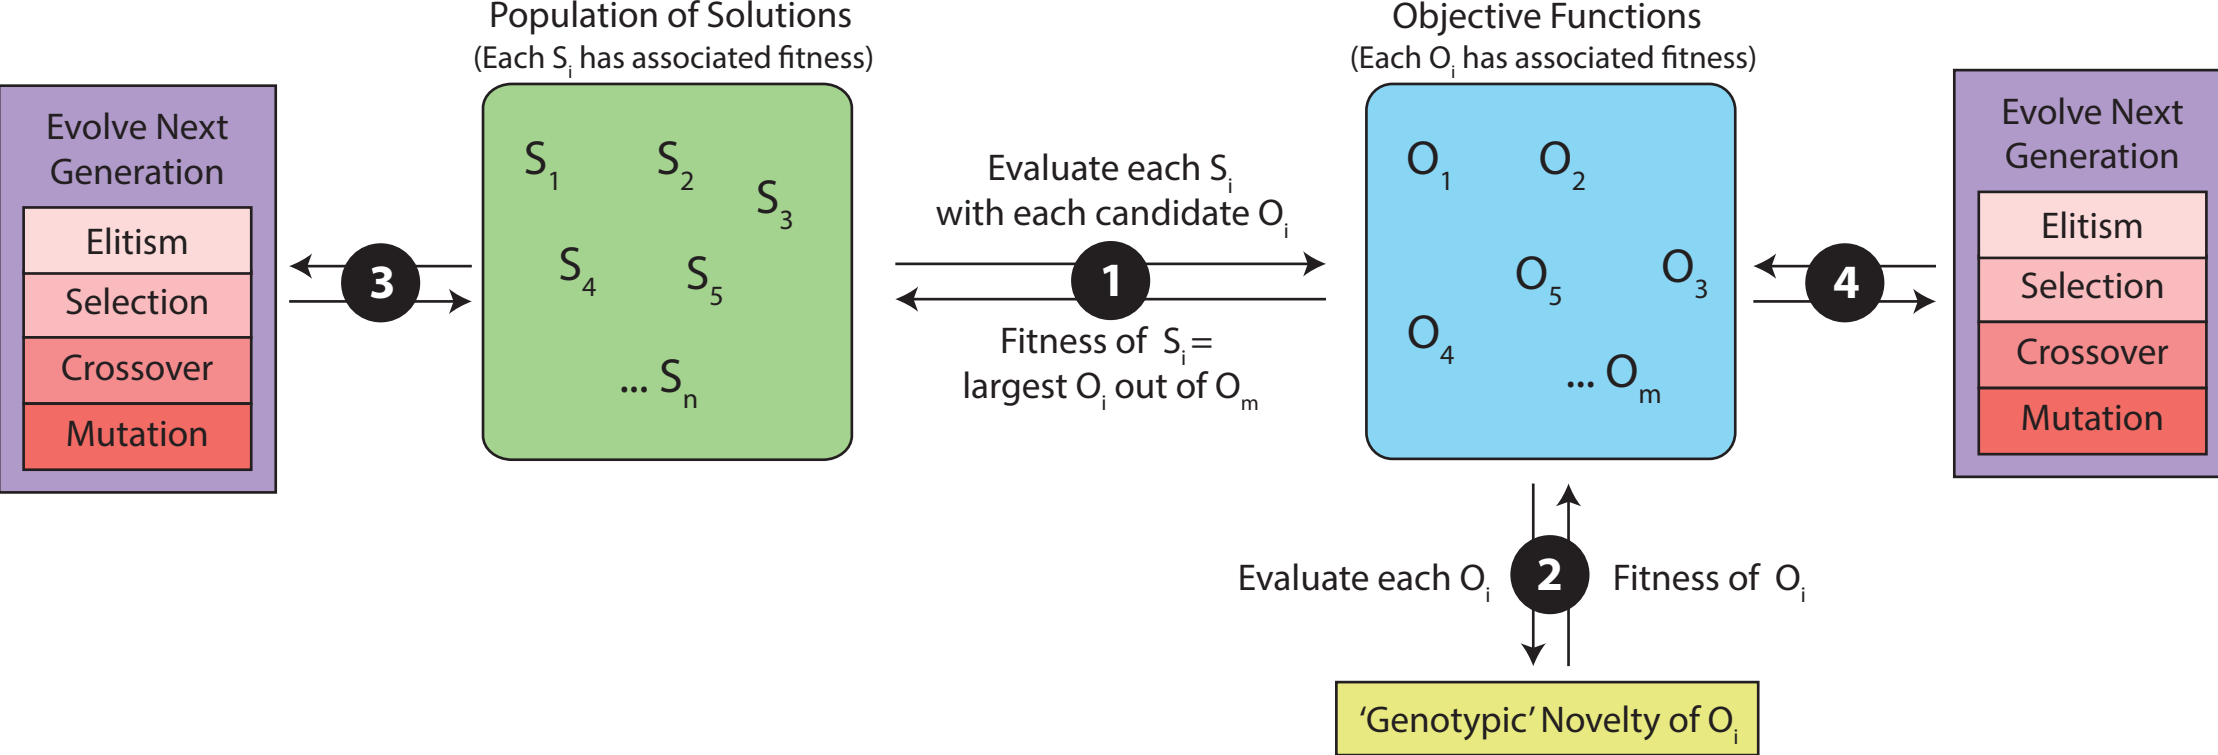 Population of Solutions
(Each Si has associated fitness)
Objective Functions
(Each Oi has associated fitness)
Evolve Next
Generation
Elitism
Selection
Crossover
Mutation
3
S1
S2
S3
S4
S5
... Sn
Evaluate each Si
with each candidate Oi
1
Fitness of Si =
largest Oi out of Om
O1
O2
O5
O3
O4
... Om
4
Evolve Next
Generation
Elitism
Selection
Crossover
Mutation
Evaluate each Oi
2
Fitness of Oi
‘Genotypic’ Novelty of Oi